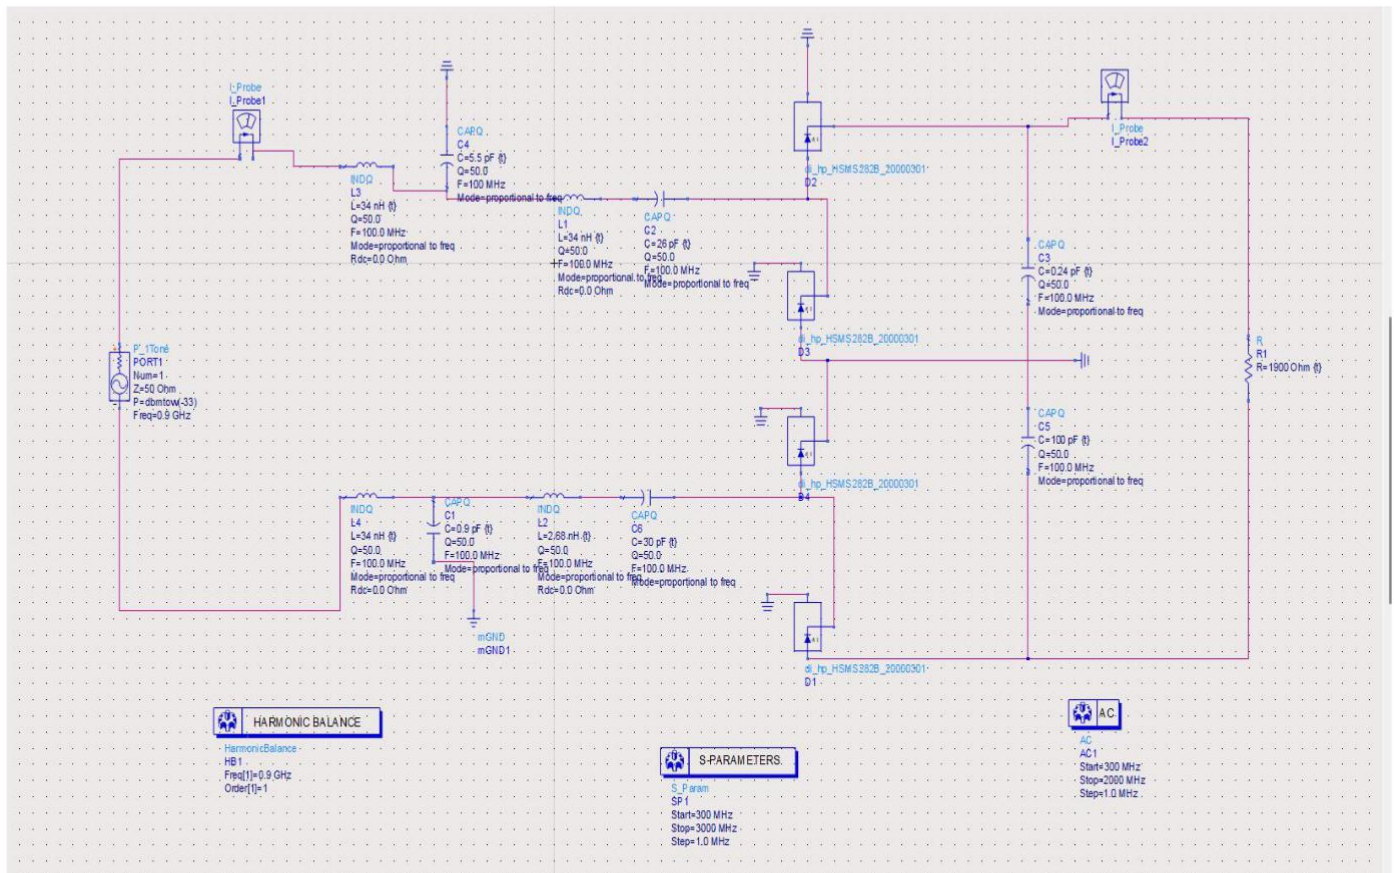 I_Probe
I_Probe1
CAPQ
C4
C=5.5 pF {t}
Q=50.0
F=100 MHz
Mode=proportional to freq
INDQ
L3
L=34 nH {t}
Q=50.0
F=100.0 MHz
Mode=proportional to freq
Rdc=0.0 Ohm
INDQ
L1
L=34 nH {t}
Q=50.0
F=100.0 MHz
Mode=proportional to freq
Rdc=0.0 Ohm
CAPQ
C2
C=26 pF {t}
Q=50.0
F=100.0 MHz
Mode=proportional to freq
di_hp_HSMS282B_20000301
D2
I_Probe
I_Probe2
CAPQ
C3
C=0.24 pF {t}
Q=50.0
F=100.0 MHz
Mode=proportional to freq
di_hp_HSMS282B_20000301
D3
P_1Tone
PORT1
Num=1
Z=50 Ohm
P=dbmtow(-33)
Freq=0.9 GHz
R
R1
R=1900 Ohm {t}
CAPQ
C5
C=100 pF {t}
Q=50.0
F=100.0 MHz
Mode=proportional to freq
di_hp_HSMS282B_20000301
D4
INDQ
L4
L=34 nH {t}
Q=50.0
F=100.0 MHz
Mode=proportional to freq
Rdc=0.0 Ohm
CAPQ
C1
C=0.9 pF {t}
Q=50.0
F=100.0 MHz
Mode=proportional to freq
INDQ
L2
L=2.68 nH {t}
Q=50.0
F=100.0 MHz
Mode=proportional to freq
Rdc=0.0 Ohm
CAPQ
C6
C=30 pF {t}
Q=50.0
F=100.0 MHz
Mode=proportional to freq
mGND
mGND1
di_hp_HSMS282B_20000301
D1
HARMONIC BALANCE
HarmonicBalance
HB1
Freq[1]=0.9 GHz
Order[1]=1
S-PARAMETERS
S_Param
SP1
Start=300 MHz
Stop=3000 MHz
Step=1.0 MHz
AC
AC
AC1
Start=300 MHz
Stop=2000 MHz
Step=1.0 MHz